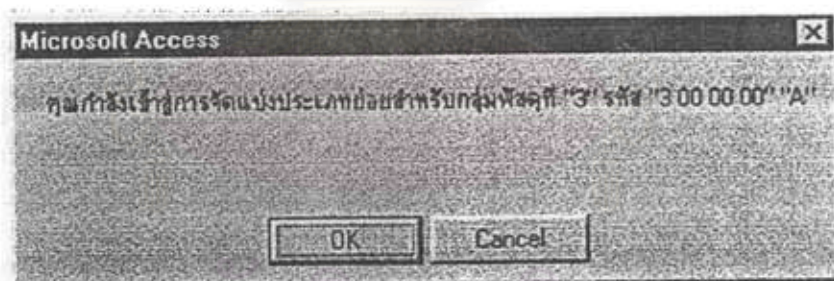 Microsoft Access
คุณกำลังเข้าสู่การจัดแบ่งประเภทย่อยสำหรับกลุ่มพัสดุที่ "3" รหัส "3 00 00 00" "A"
OK
Cancel